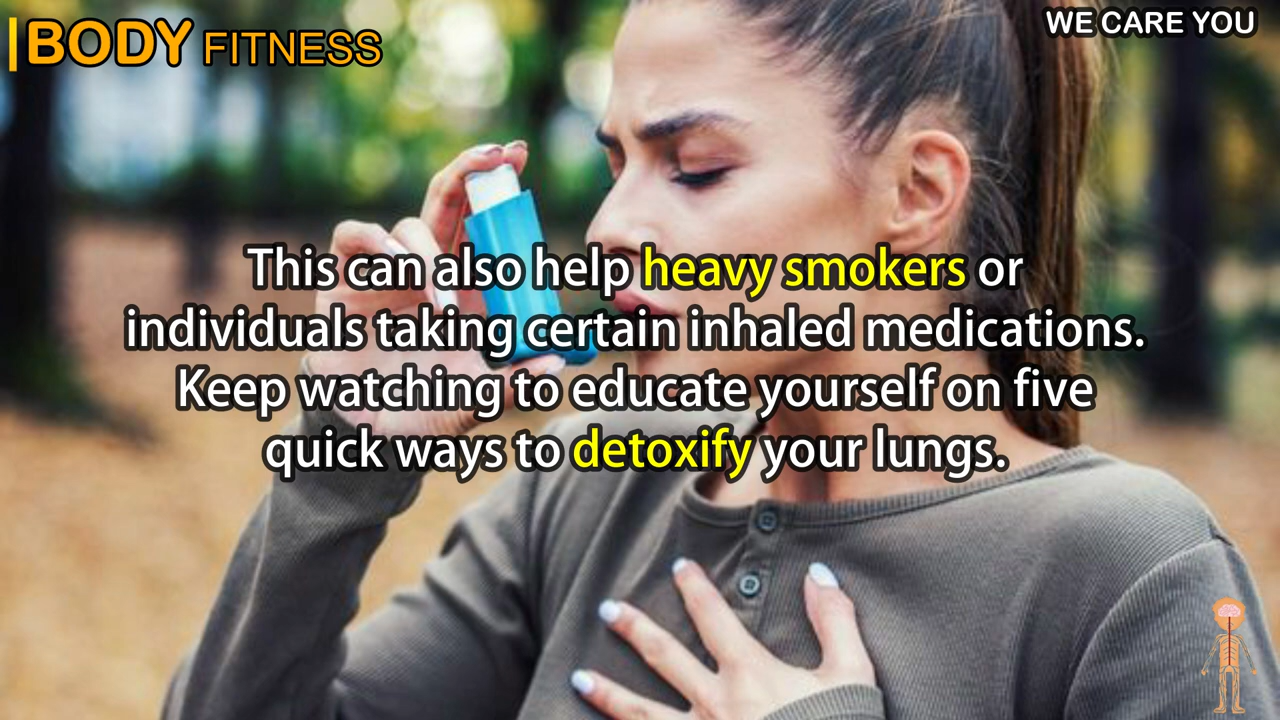 |BODY FITNESS
WE CARE YOU
This can also help heavy smokers or
individuals taking certain inhaled medications.
Keep watching to educate yourself on five
quick ways to detoxify your lungs.